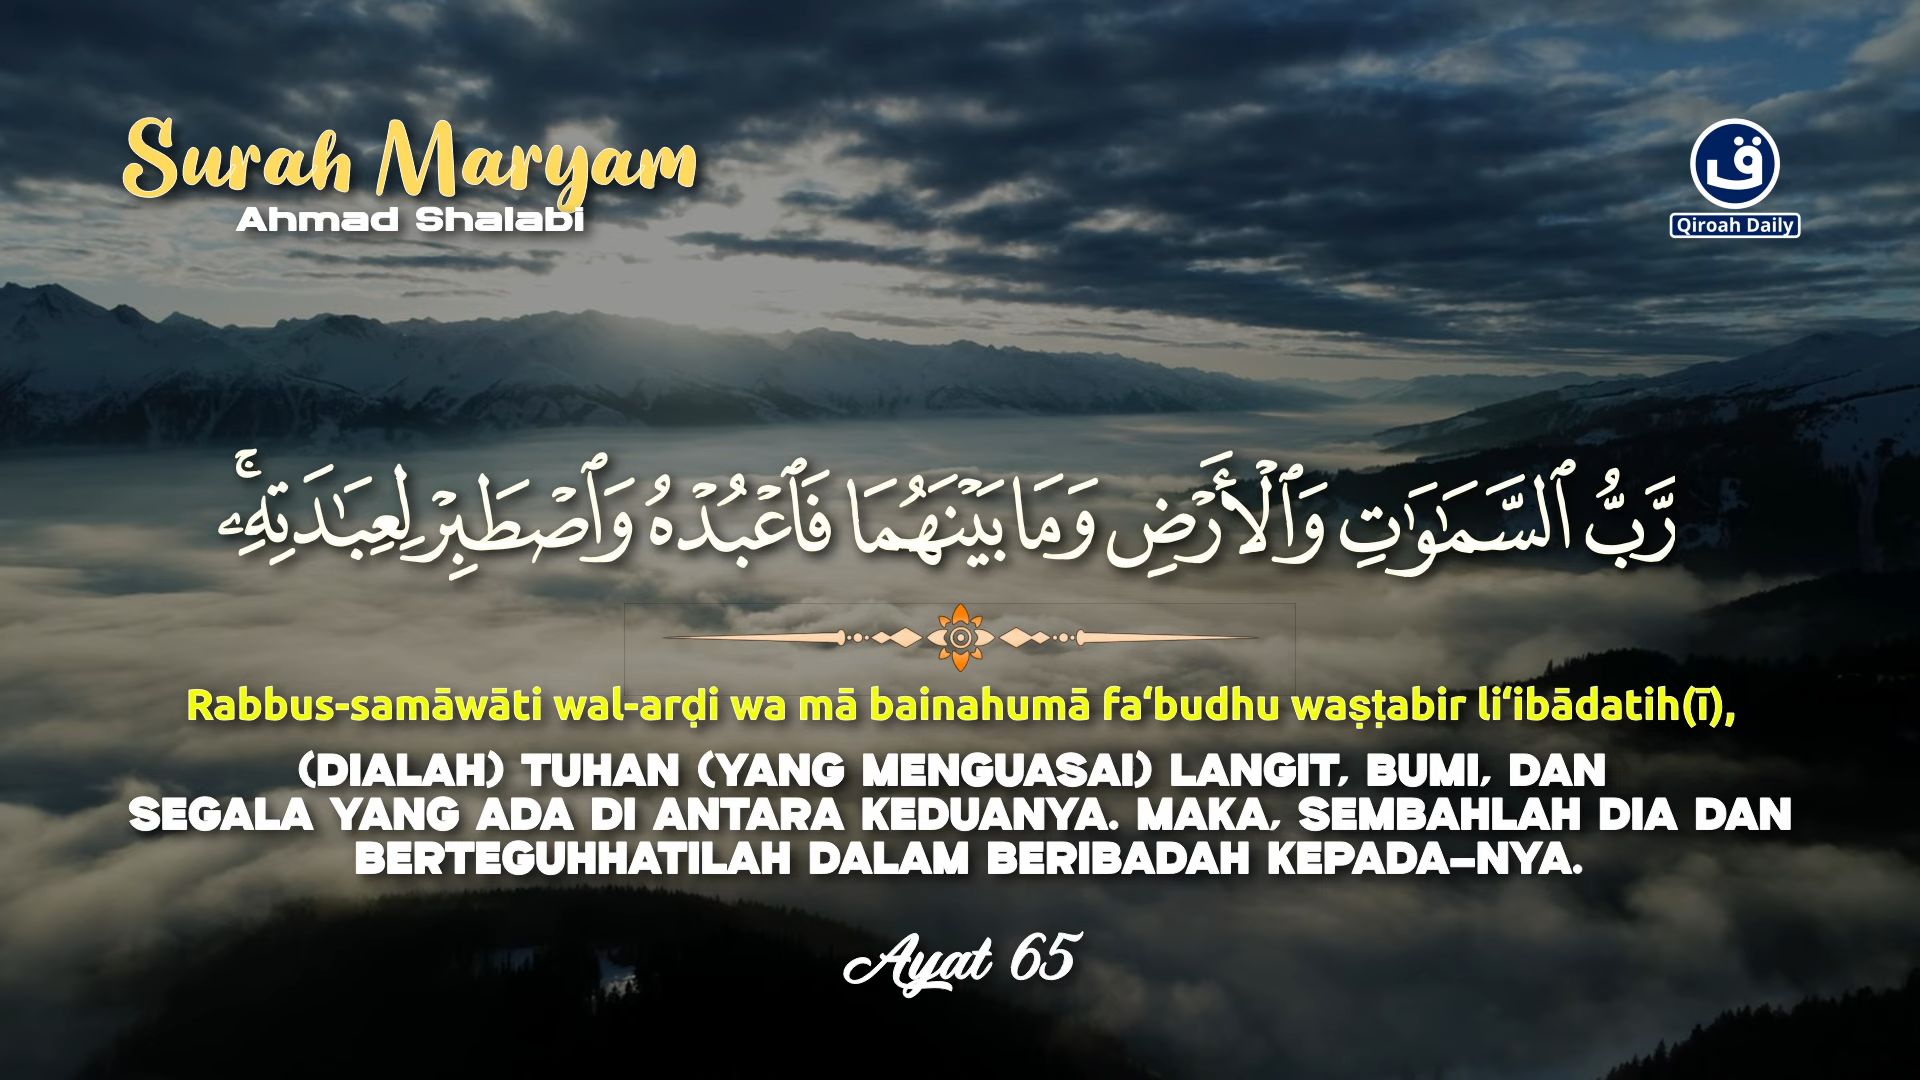 Surah Maryam
Ahmad Shalabi
ق
Qiroah Daily
رَّبُّ ٱلسَّمَـٰوَٰتِ وَٱلْأَرْضِ وَمَا بَيْنَهُمَا فَٱعْبُدْهُ وَٱصْطَبِرْ لِعِبَـٰدَتِهِۦۚ
Rabbus-samāwāti wal-arḍi wa mā bainahumā fa‘budhu waṣṭabir li‘ibādatih(ī),
(DIALAH) TUHAN (YANG MENGUASAI) LANGIT, BUMI, DAN
SEGALA YANG ADA DI ANTARA KEDUANYA. MAKA, SEMBAHLAH DIA DAN
BERTEGUHHATILAH DALAM BERIBADAH KEPADA-NYA.
Ayat 65